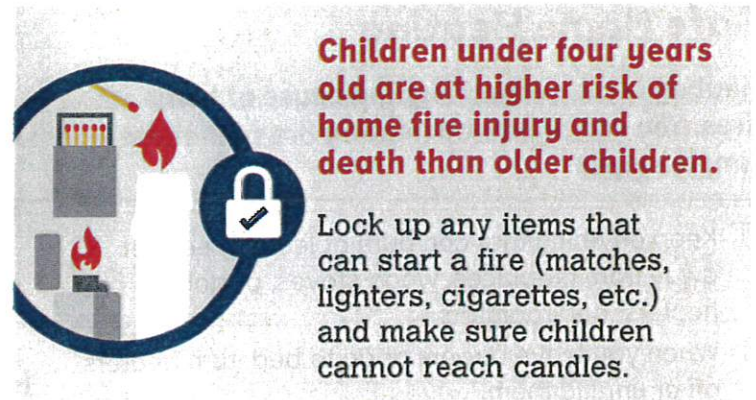 Children under four years
old are at higher risk of
home fire injury and
death than older children.
Lock up any items that
can start a fire (matches,
lighters, cigarettes, etc.)
and make sure children
cannot reach candles.